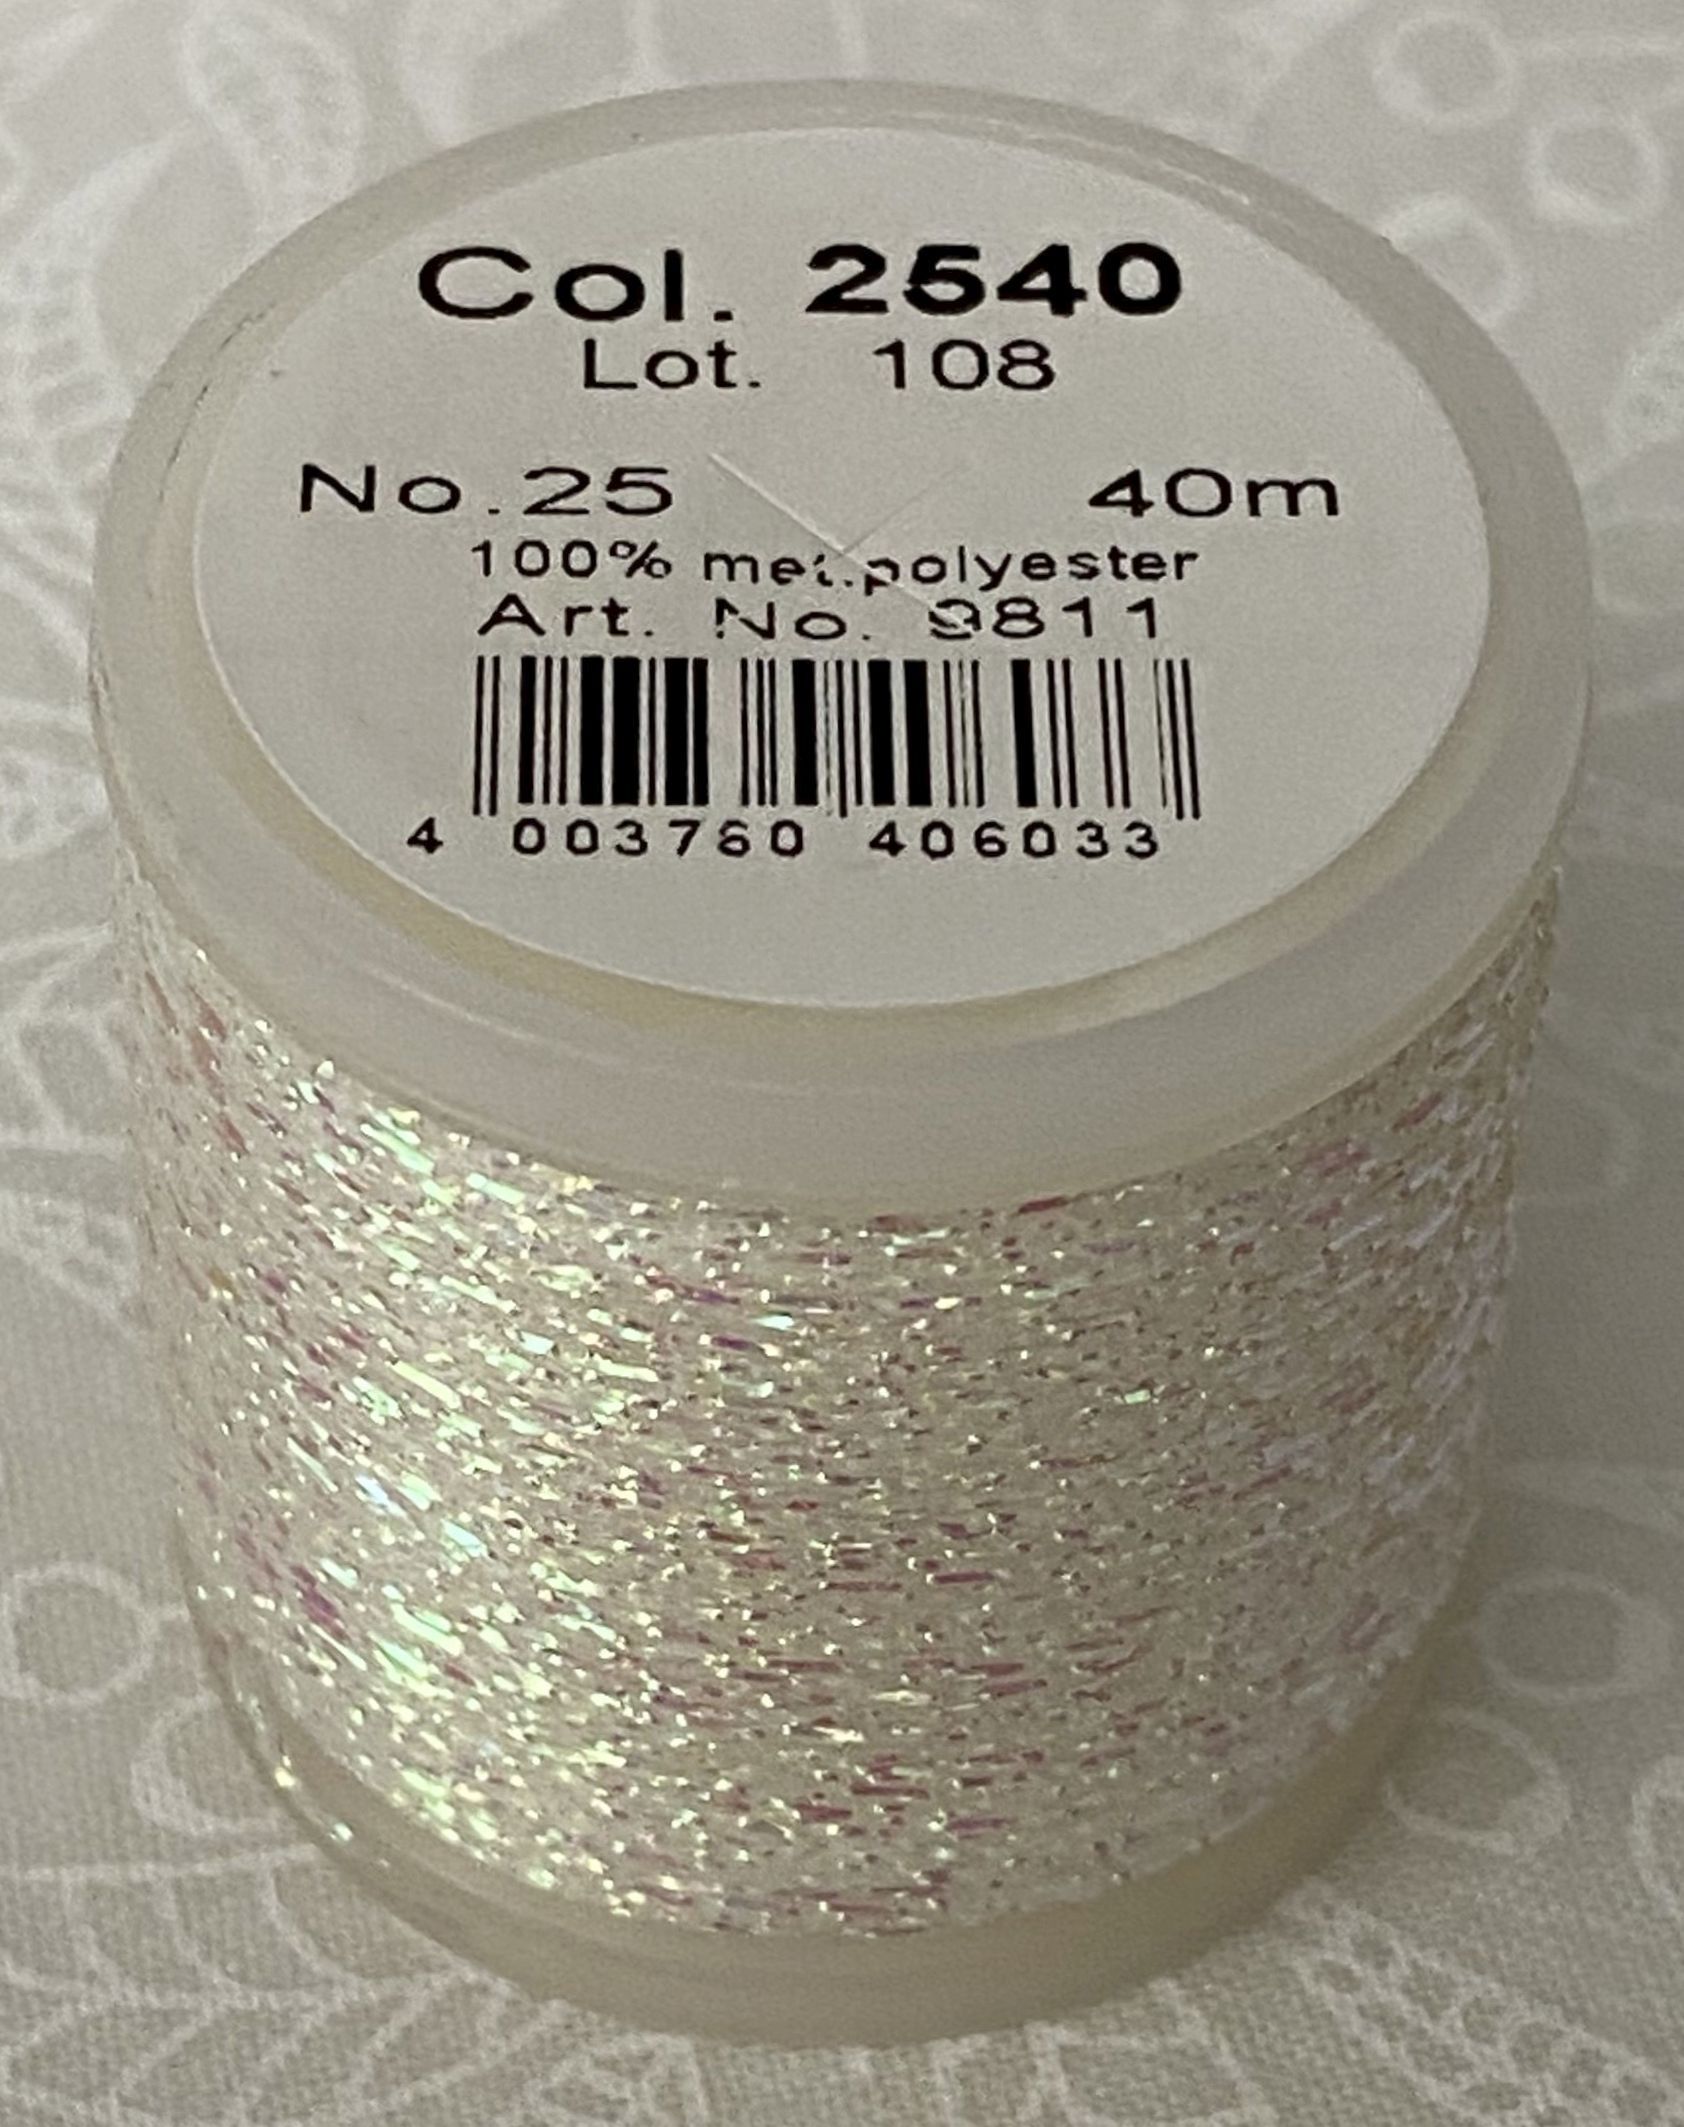 Col. 2540
Lot. 108
No.25 40m
100% met.polyester
Art. No. 9811
4 003760 406033